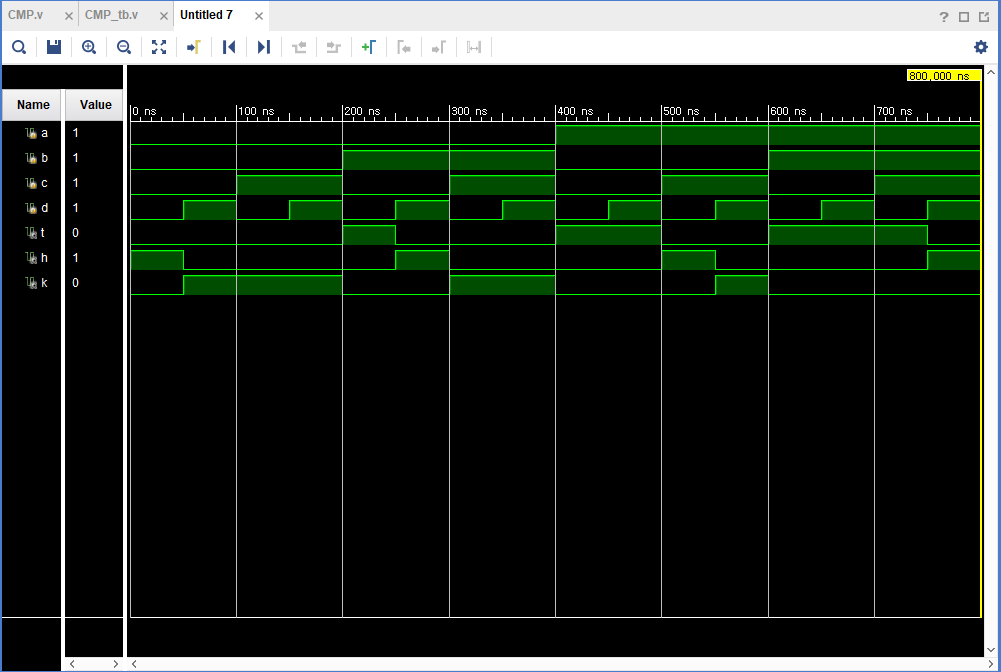 CMP.v CMP_tb.v Untitled 7
?
800,000 ns
Name Value
0 ns 100 ns 200 ns 300 ns 400 ns 500 ns 600 ns 700 ns
a 1
b 1
c 1
d 1
t 0
h 1
k 0